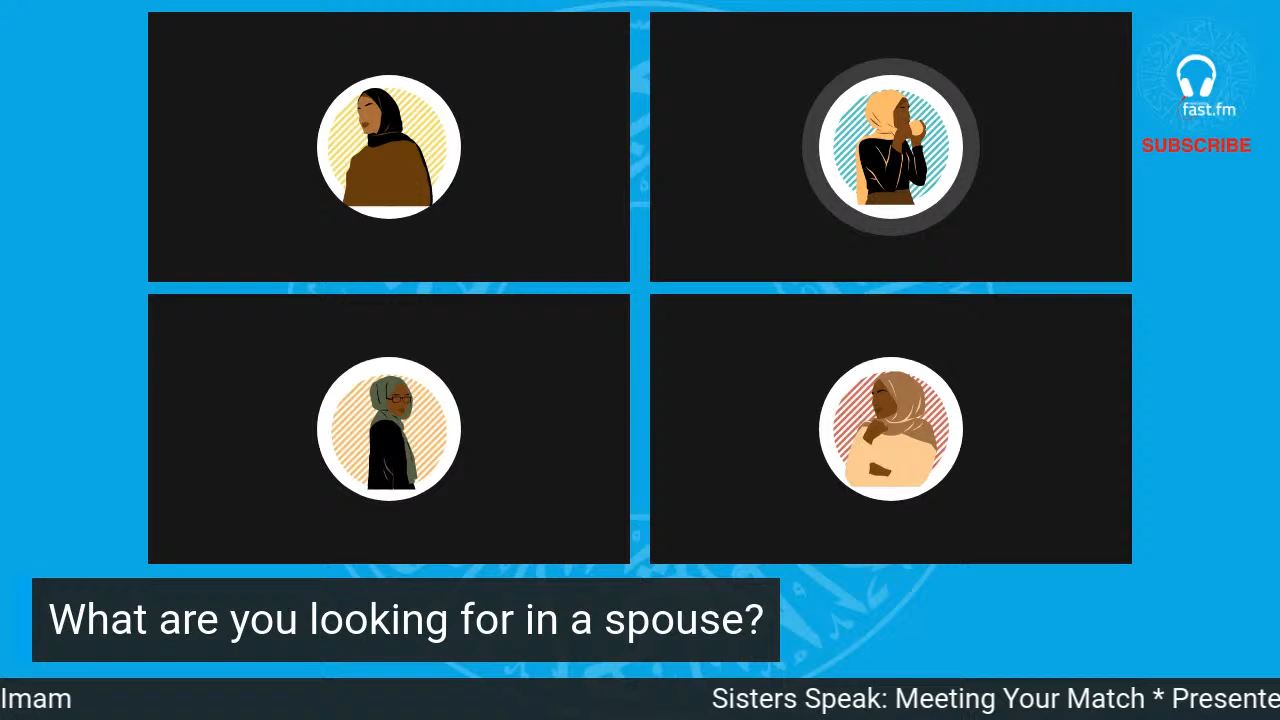 fast.fm
SUBSCRIBE
What are you looking for in a spouse?
Imam
Sisters Speak: Meeting Your Match * Presente